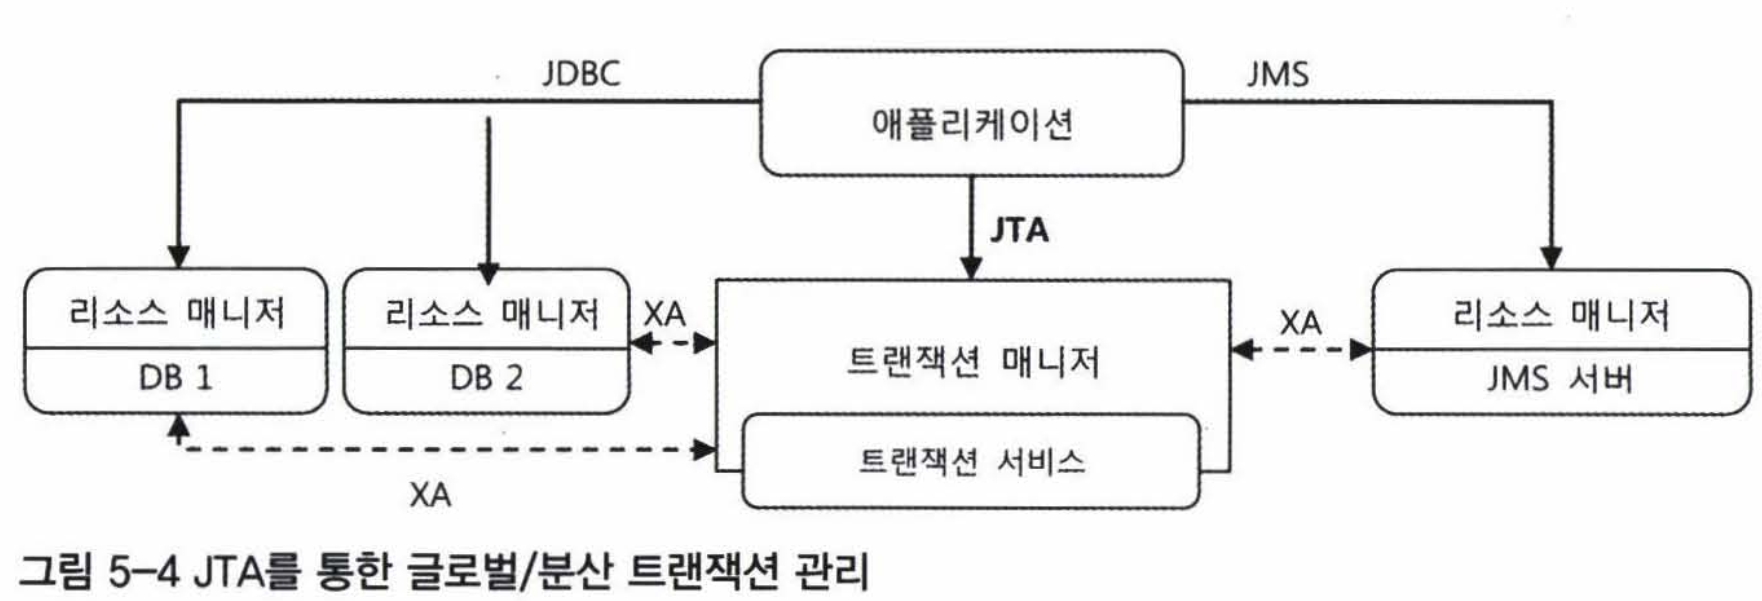 JDBC
애플리케이션
JMS
JTA
리소스 매니저
DB 1
리소스 매니저
DB 2
XA
트랜잭션 매니저
트랜잭션 서비스
XA
리소스 매니저
JMS 서버
XA
그림 5-4 JTA를 통한 글로벌/분산 트랜잭션 관리